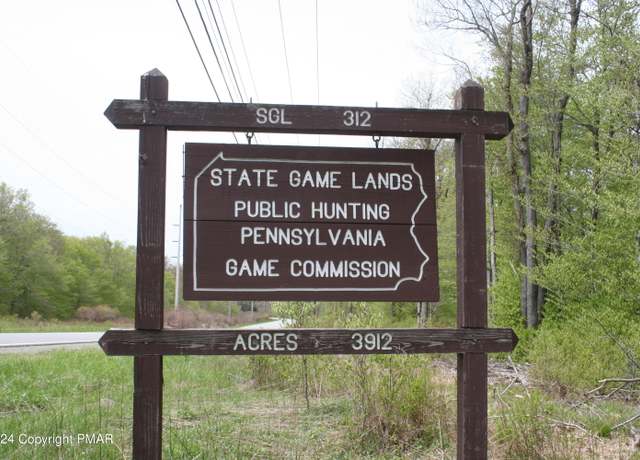 SGL 312
STATE GAME LANDS
PUBLIC HUNTING
PENNSYLVANIA
GAME COMMISSION
ACRES 3912
24 Copyright PMAR